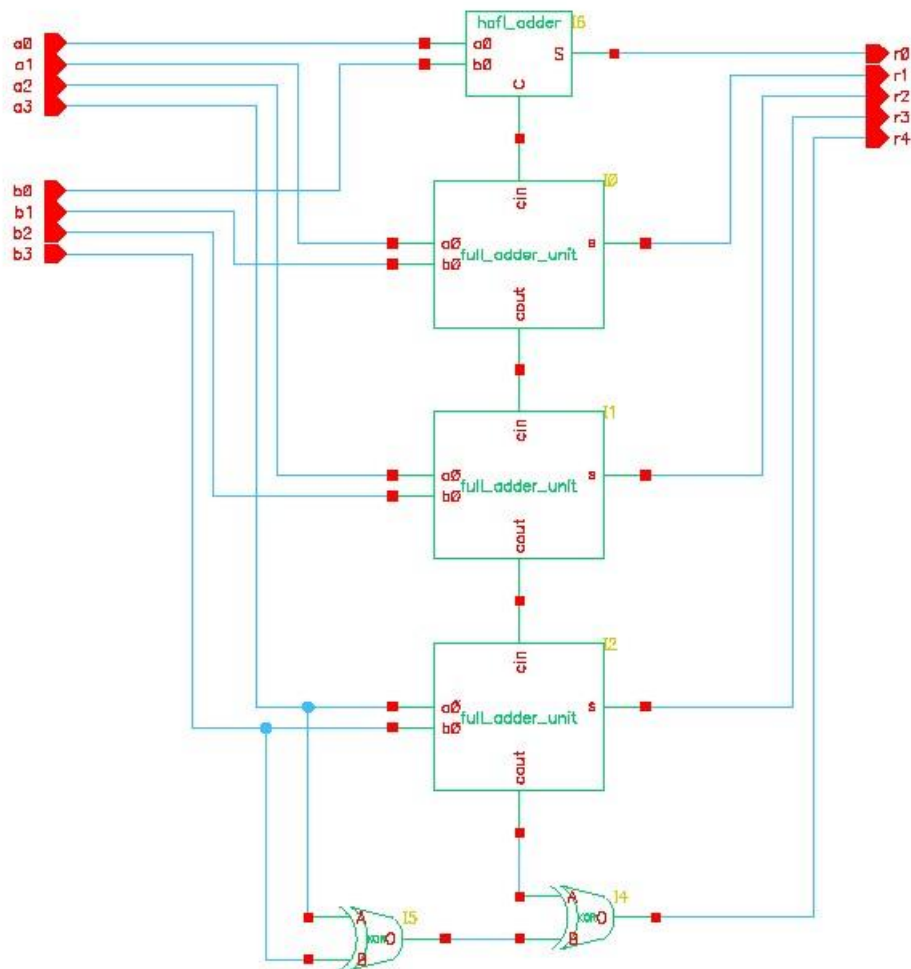 hafl_adder
I6
a0
a1
a2
a3
a0
b0
S
C
r0
r1
r2
r3
r4
b0
b1
b2
b3
I0
cin
a0
b0
full_adder_unit
s
cout
I1
cin
a0
b0
full_adder_unit
s
cout
I2
cin
a0
b0
full_adder_unit
s
cout
I5
A
B
XOR
O
I4
A
B
XOR
O